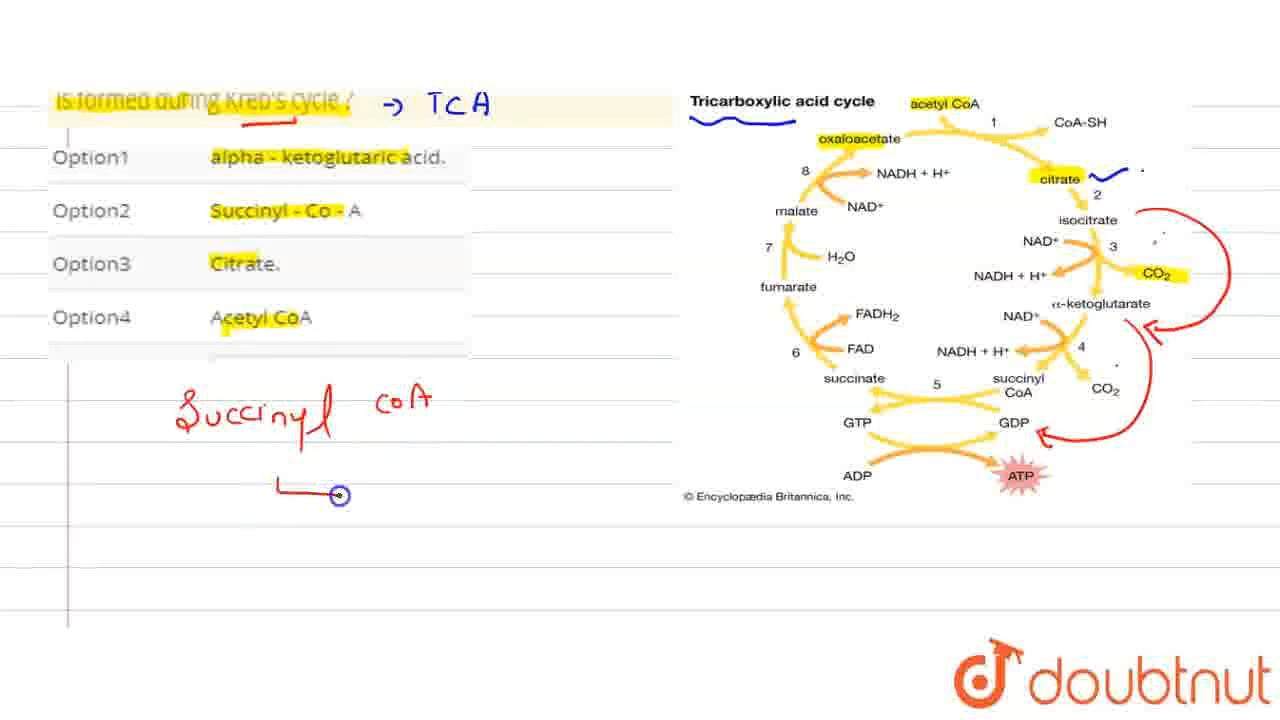 is formed during Kreb's cycle ? → TCA
Option1 alpha - ketoglutaric acid.
Option2 Succinyl - Co - A
Option3 Citrate.
Option4 Acetyl CoA
Succinyl CoA
Tricarboxylic acid cycle
acetyl CoA
1
CoA-SH
oxaloacetate
citrate
8
NADH + H⁺
2
NAD⁺
malate
isocitrate
NAD⁺
3
7
H₂O
NADH + H⁺
CO₂
fumarate
α-ketoglutarate
FADH₂
NAD⁺
4
6
FAD
NADH + H⁺
succinate
5
succinyl
CoA
CO₂
GTP
GDP
ADP
ATP
© Encyclopædia Britannica, Inc.
doubtnut